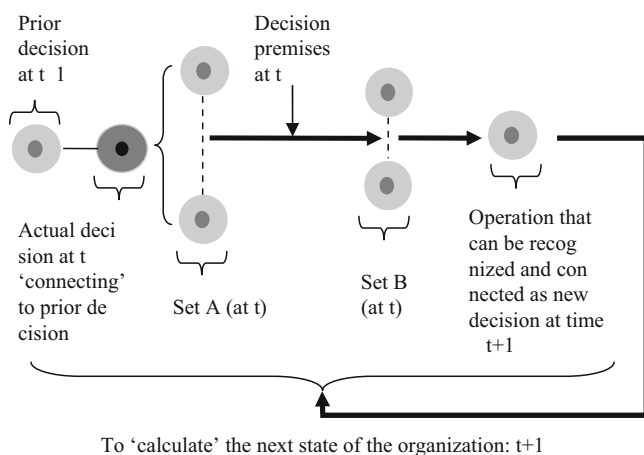 Prior
decision
at t 1
Decision
premises
at t
Actual deci
sion at t
‘connecting’
to prior de
cision
Set A (at t)
Set B
(at t)
Operation that
can be recog
nized and con
nected as new
decision at time
t+1
To ‘calculate’ the next state of the organization: t+1